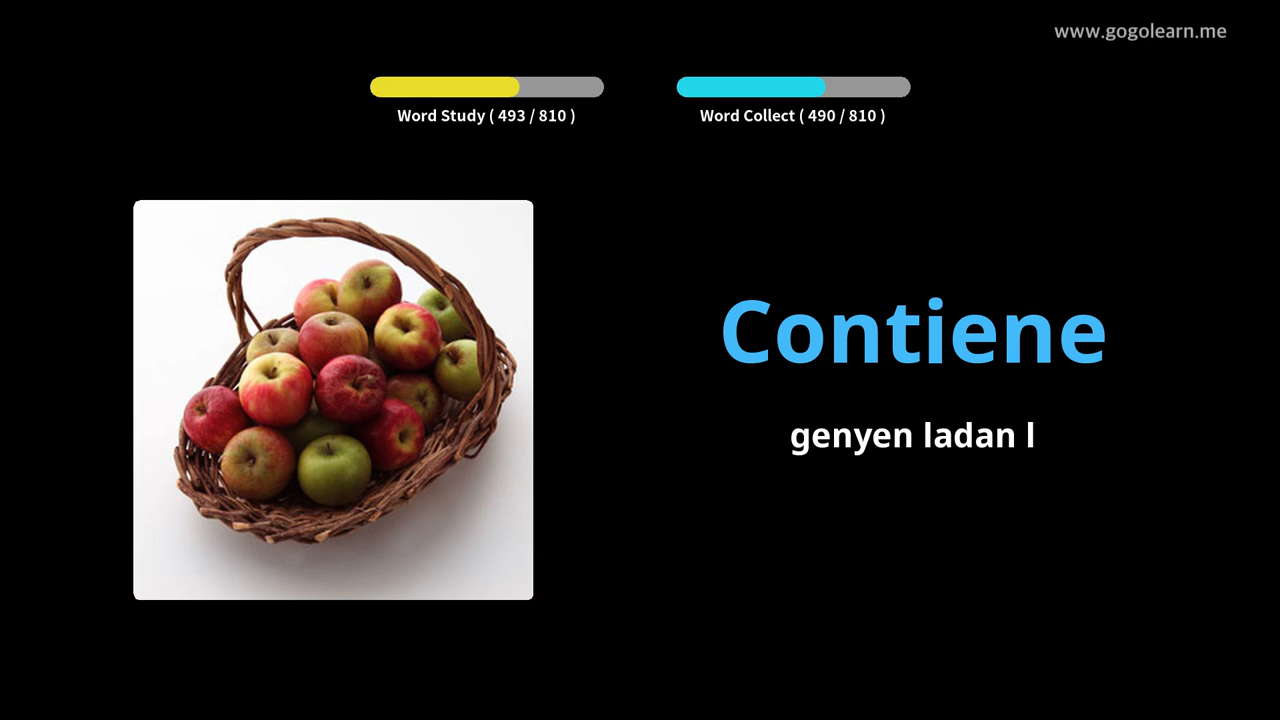 www.gogolearn.me
Word Study ( 493 / 810 )
Word Collect ( 490 / 810 )
Contiene
genyen ladan l